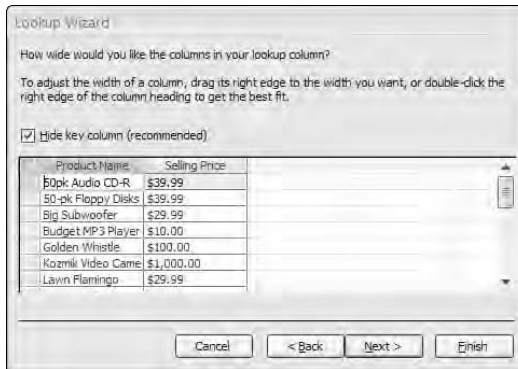 Lookup Wizard
How wide would you like the columns in your lookup column?
To adjust the width of a column, drag its right edge to the width you want, or double-click the
right edge of the column heading to get the best fit.
Hide key column (recommended)
Product Name Selling Price
50pk Audio CD-R $39.99
50-pk Floppy Disks $39.99
Big Subwoofer $29.99
Budget MP3 Player $10.00
Golden Whistle $100.00
Kozmik Video Came $1,000.00
Lawn Flamingo $29.99
Cancel < Back Next > Finish